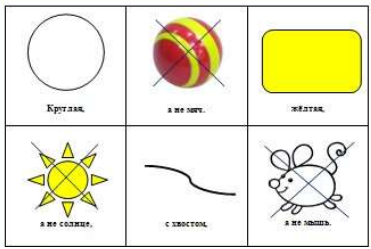 Круглая,
а не мяч.
жёлтая,
а не солнце,
с хвостом,
а не мышь.